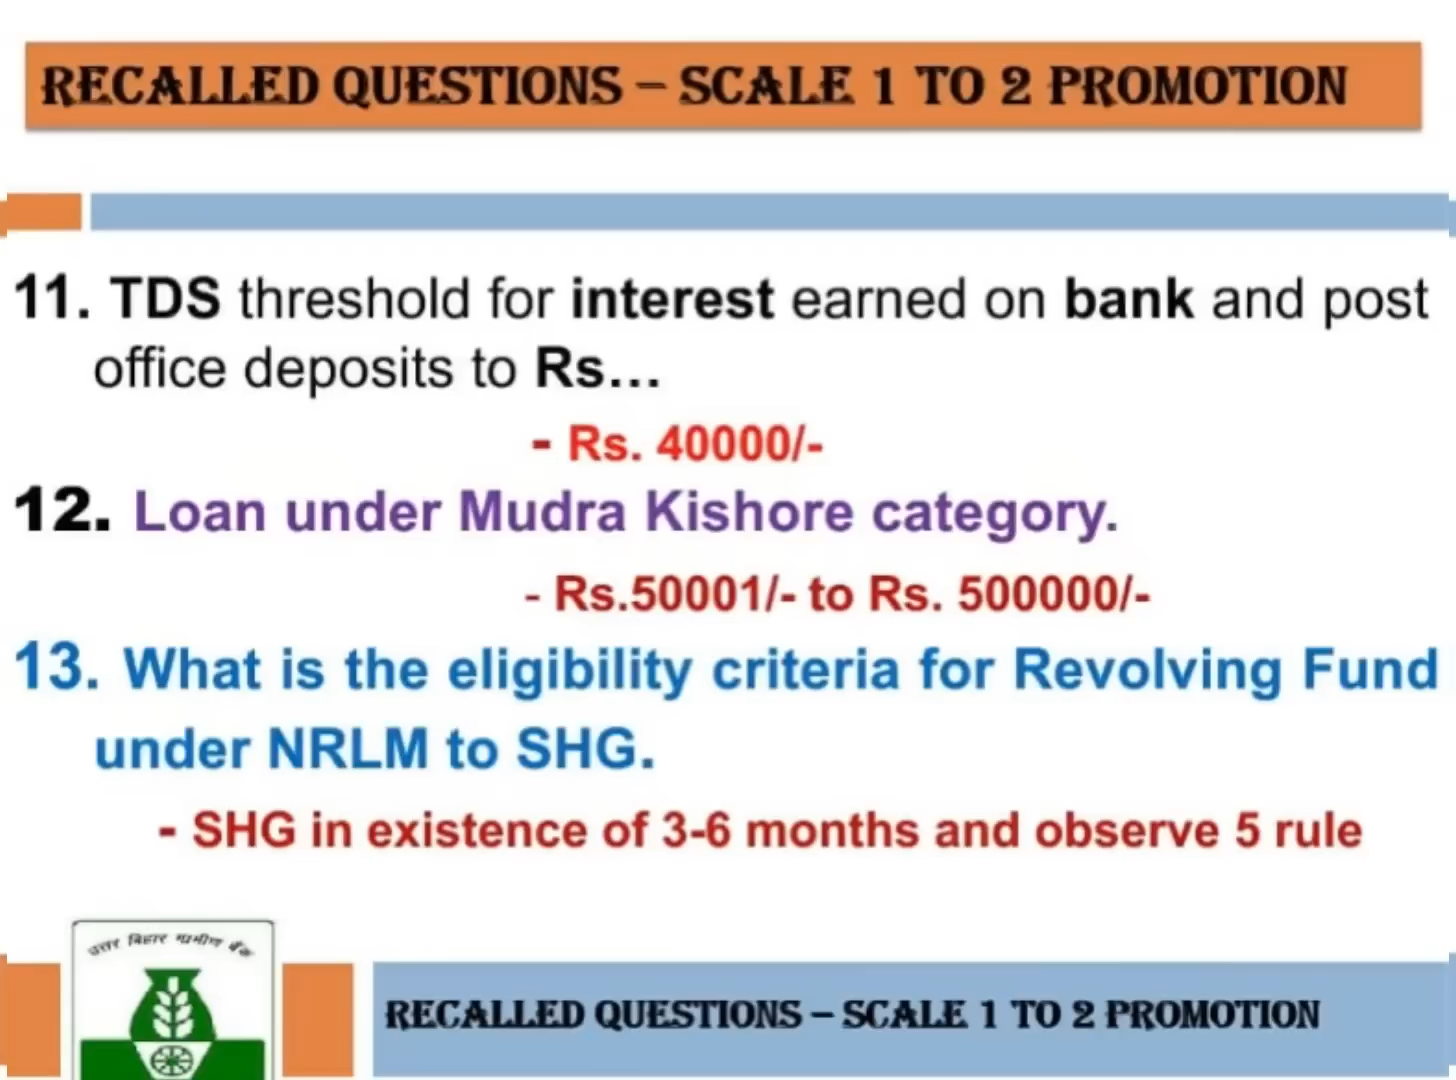 RECALLED QUESTIONS – SCALE 1 TO 2 PROMOTION
11. TDS threshold for interest earned on bank and post
office deposits to Rs...
- Rs. 40000/-
12. Loan under Mudra Kishore category.
- Rs.50001/- to Rs. 500000/-
13. What is the eligibility criteria for Revolving Fund
under NRLM to SHG.
- SHG in existence of 3-6 months and observe 5 rule
उत्तर बिहार ग्रामीण बैंक
RECALLED QUESTIONS – SCALE 1 TO 2 PROMOTION